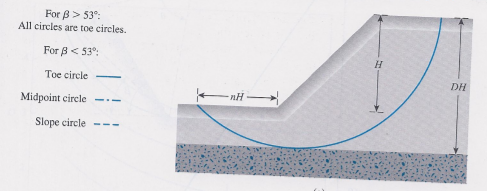 For β > 53°:
All circles are toe circles.
For β < 53°:
Toe circle
Midpoint circle
Slope circle
nH
H
DH